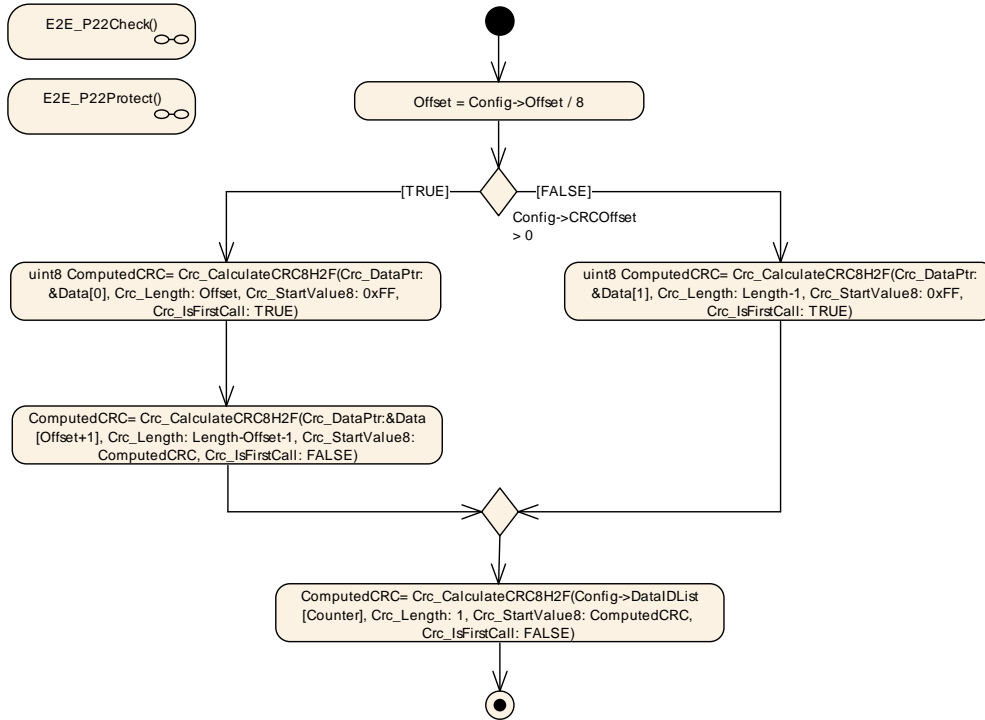 E2E_P22Check()
E2E_P22Protect()
Offset = Config->Offset / 8
[TRUE]
[FALSE]
Config->CRCOffset
> 0
uint8 ComputedCRC= Crc_CalculateCRC8H2F(Crc_DataPtr:
&Data[0], Crc_Length: Offset, Crc_StartValue8: 0xFF,
Crc_IsFirstCall: TRUE)
uint8 ComputedCRC= Crc_CalculateCRC8H2F(Crc_DataPtr:
&Data[1], Crc_Length: Length-1, Crc_StartValue8: 0xFF,
Crc_IsFirstCall: TRUE)
ComputedCRC= Crc_CalculateCRC8H2F(Crc_DataPtr:&Data
[Offset+1], Crc_Length: Length-Offset-1, Crc_StartValue8:
ComputedCRC, Crc_IsFirstCall: FALSE)
ComputedCRC= Crc_CalculateCRC8H2F(Config->DataIDList
[Counter], Crc_Length: 1, Crc_StartValue8: ComputedCRC,
Crc_IsFirstCall: FALSE)